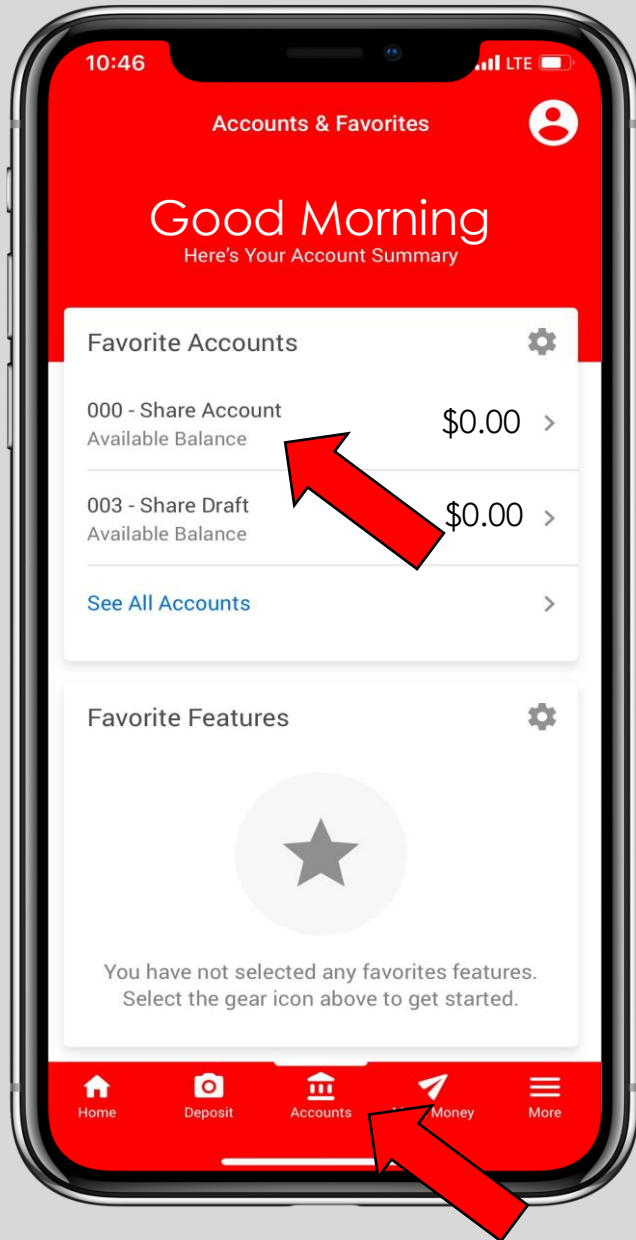 10:46
LTE
Accounts & Favorites
Good Morning
Here's Your Account Summary
Favorite Accounts
000 - Share Account
$0.00
Available Balance
003 - Share Draft
$0.00
Available Balance
See All Accounts
Favorite Features
You have not selected any favorites features.
Select the gear icon above to get started.
Home
Deposit
Accounts
Money
More